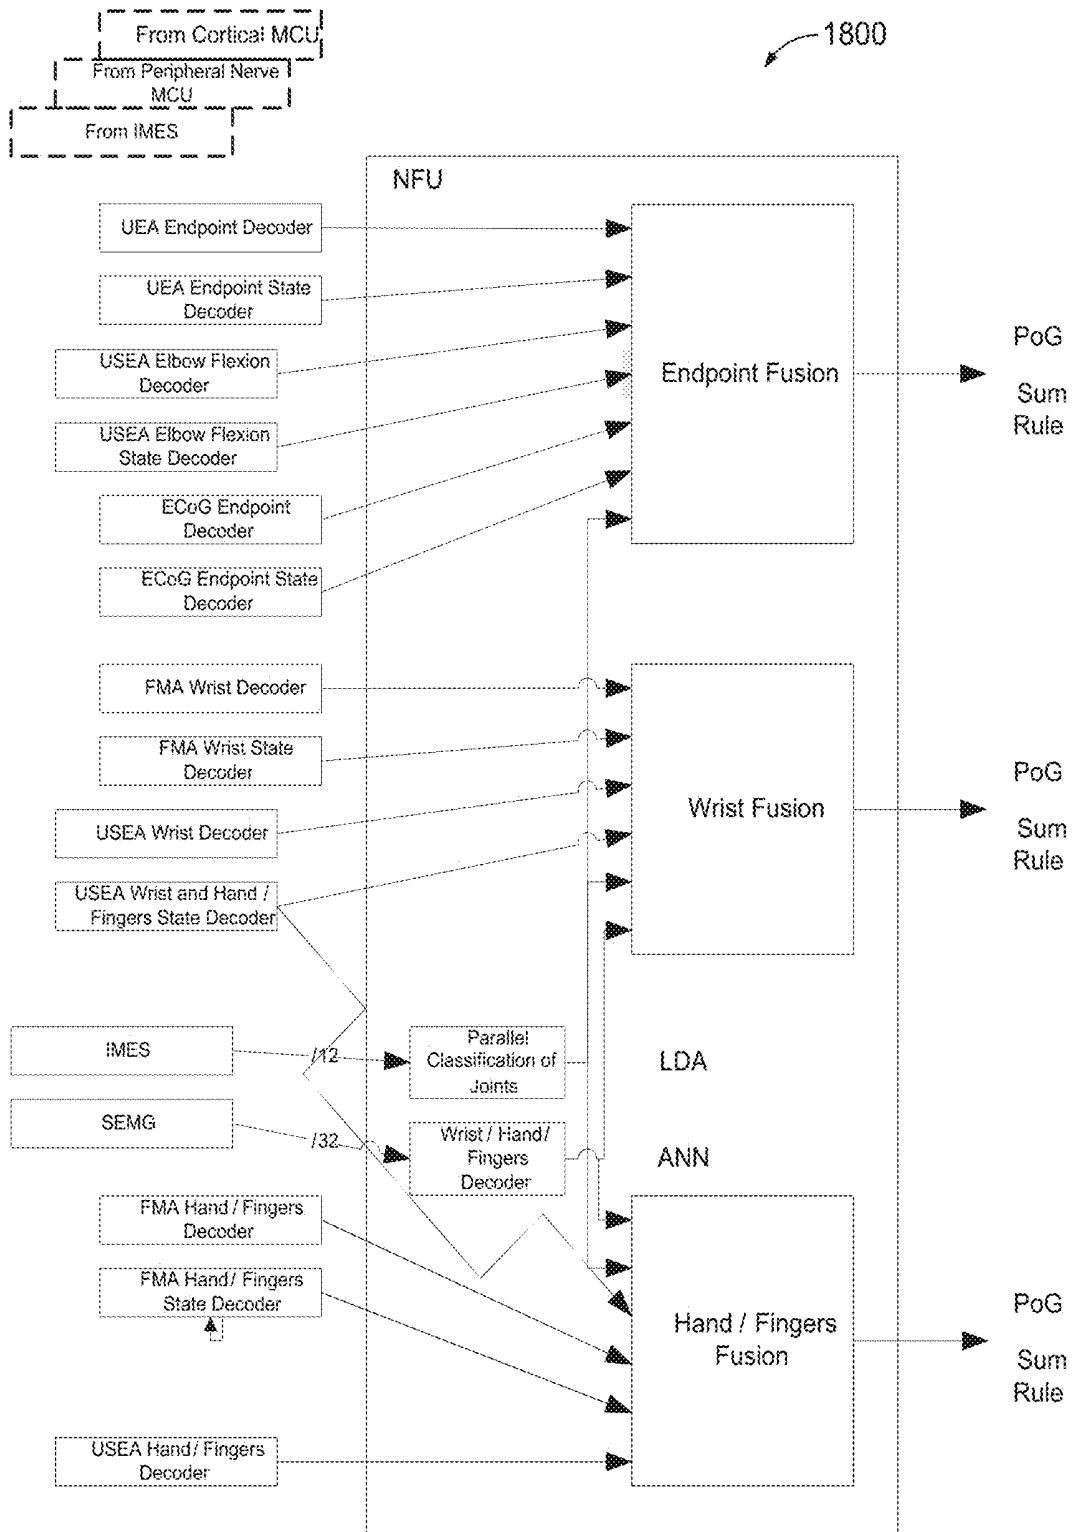 From Cortical MCU
1800
From Peripheral Nerve
MCU
From IMES
NFU
UEA Endpoint Decoder
UEA Endpoint State
Decoder
USEA Elbow Flexion
Decoder
USEA Elbow Flexion
State Decoder
ECoG Endpoint
Decoder
ECoG Endpoint State
Decoder
Endpoint Fusion
PoG
Sum
Rule
FMA Wrist Decoder
FMA Wrist State
Decoder
USEA Wrist Decoder
USEA Wrist and Hand /
Fingers State Decoder
Wrist Fusion
PoG
Sum
Rule
IMES
/12
Parallel
Classification of
Joints
LDA
SEMG
/32
Wrist / Hand /
Fingers
Decoder
ANN
FMA Hand / Fingers
Decoder
FMA Hand / Fingers
State Decoder
USEA Hand / Fingers
Decoder
Hand / Fingers
Fusion
PoG
Sum
Rule